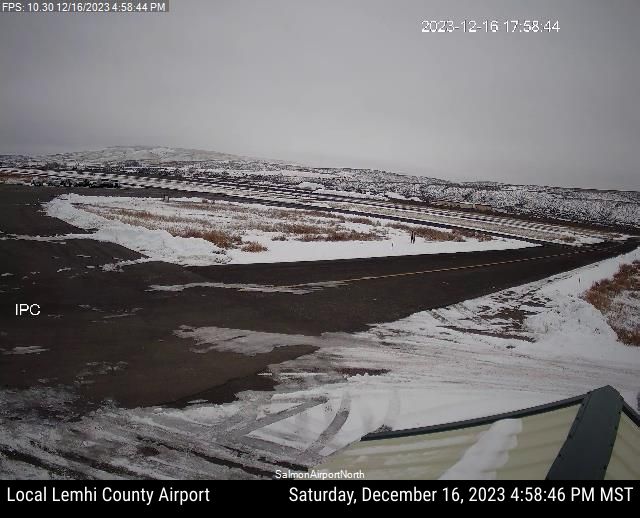 FPS: 10.30 12/16/2023 4:58:44 PM
2023-12-16 17:58:44
IPC
SalmonAirportNorth
Local Lemhi County Airport Saturday, December 16, 2023 4:58:46 PM MST